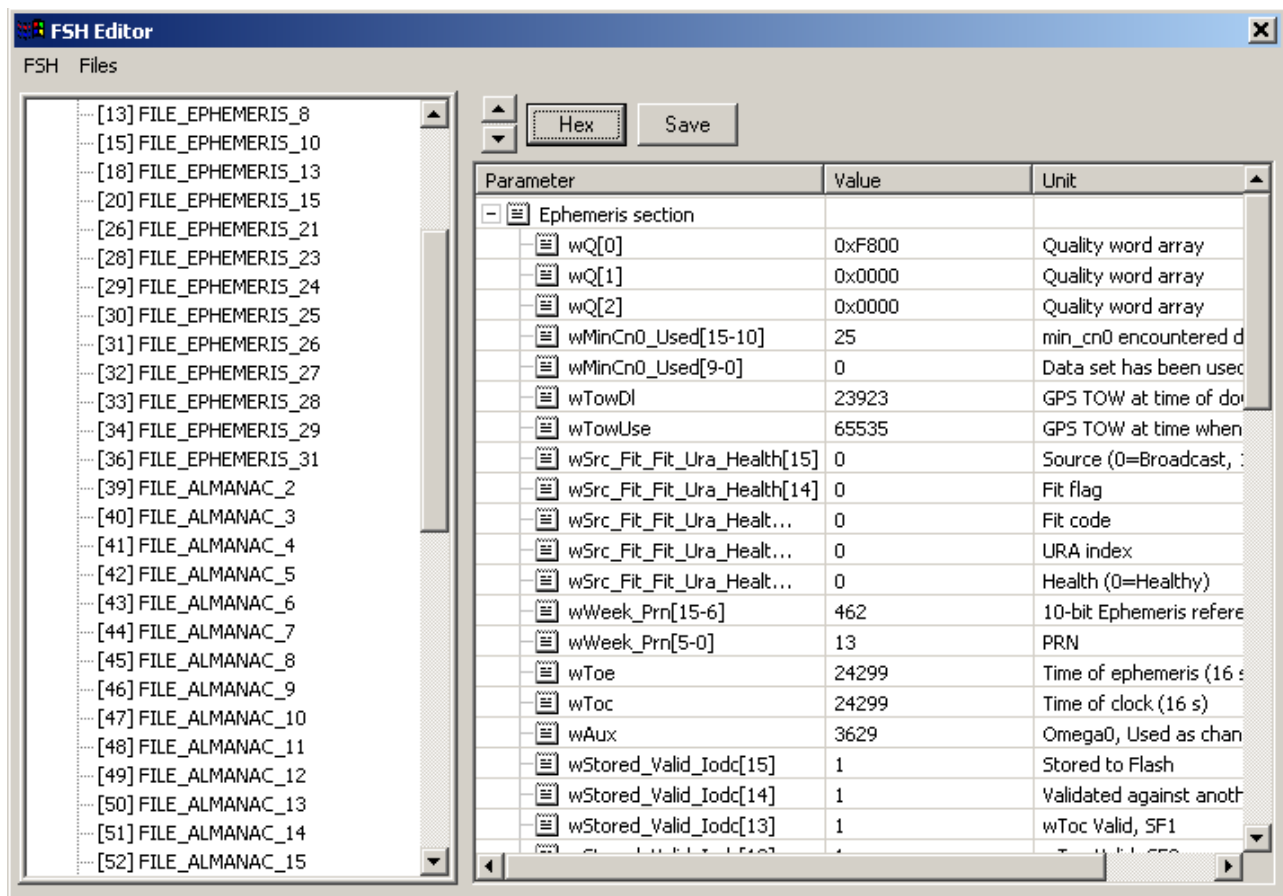 FSH Editor
FSH Files
[13] FILE_EPHEMERIS_8
[15] FILE_EPHEMERIS_10
[18] FILE_EPHEMERIS_13
[20] FILE_EPHEMERIS_15
[26] FILE_EPHEMERIS_21
[28] FILE_EPHEMERIS_23
[29] FILE_EPHEMERIS_24
[30] FILE_EPHEMERIS_25
[31] FILE_EPHEMERIS_26
[32] FILE_EPHEMERIS_27
[33] FILE_EPHEMERIS_28
[34] FILE_EPHEMERIS_29
[36] FILE_EPHEMERIS_31
[39] FILE_ALMANAC_2
[40] FILE_ALMANAC_3
[41] FILE_ALMANAC_4
[42] FILE_ALMANAC_5
[43] FILE_ALMANAC_6
[44] FILE_ALMANAC_7
[45] FILE_ALMANAC_8
[46] FILE_ALMANAC_9
[47] FILE_ALMANAC_10
[48] FILE_ALMANAC_11
[49] FILE_ALMANAC_12
[50] FILE_ALMANAC_13
[51] FILE_ALMANAC_14
[52] FILE_ALMANAC_15
Hex Save
Parameter Value Unit
Ephemeris section
wQ[0] 0xF800 Quality word array
wQ[1] 0x0000 Quality word array
wQ[2] 0x0000 Quality word array
wMinCn0_Used[15-10] 25 min_cn0 encountered d
wMinCn0_Used[9-0] 0 Data set has been used
wTowDl 23923 GPS TOW at time of do
wTowUse 65535 GPS TOW at time when
wSrc_Fit_Fit_Ura_Health[15] 0 Source (0=Broadcast,
wSrc_Fit_Fit_Ura_Health[14] 0 Fit flag
wSrc_Fit_Fit_Ura_Healt... 0 Fit code
wSrc_Fit_Fit_Ura_Healt... 0 URA index
wSrc_Fit_Fit_Ura_Healt... 0 Health (0=Healthy)
wWeek_Prn[15-6] 462 10-bit Ephemeris refere
wWeek_Prn[5-0] 13 PRN
wToe 24299 Time of ephemeris (16 s
wToc 24299 Time of clock (16 s)
wAux 3629 Omega0, Used as chan
wStored_Valid_Iodc[15] 1 Stored to Flash
wStored_Valid_Iodc[14] 1 Validated against anoth
wStored_Valid_Iodc[13] 1 wToc Valid, SF1